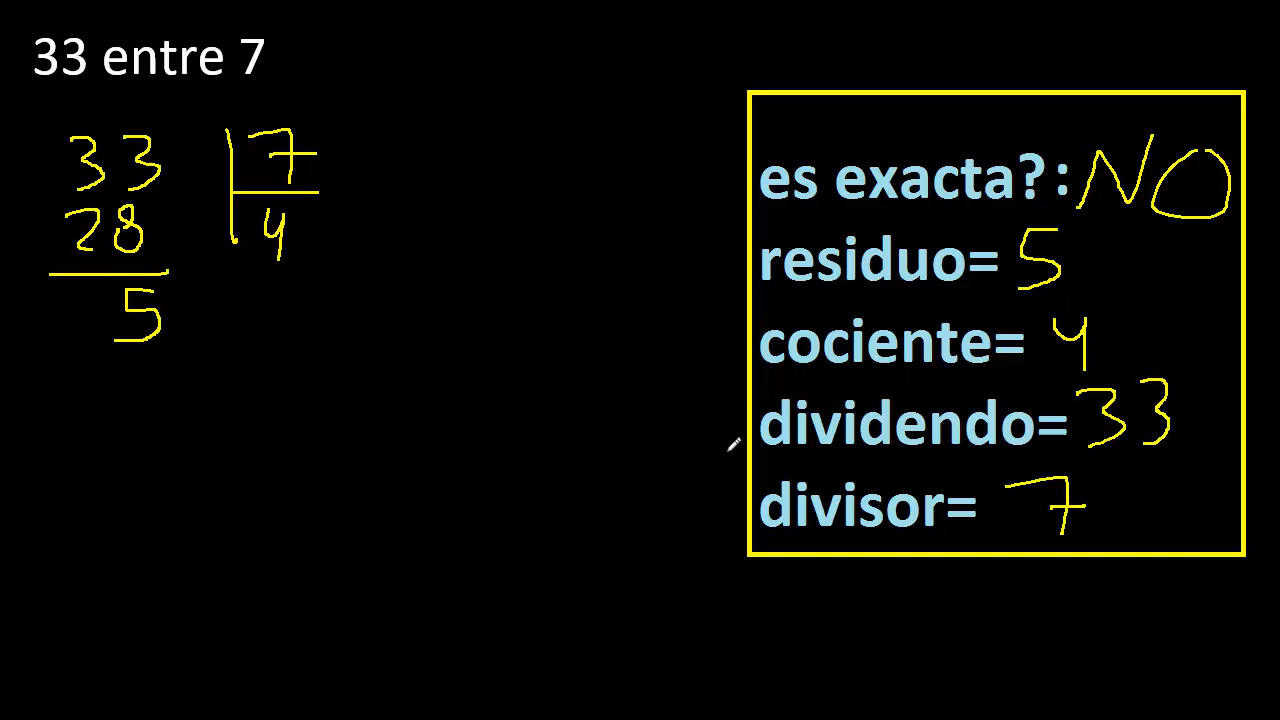 33 entre 7
33 7
28 4
5
es exacta?: NO
residuo= 5
cociente= 4
dividendo= 33
divisor= 7